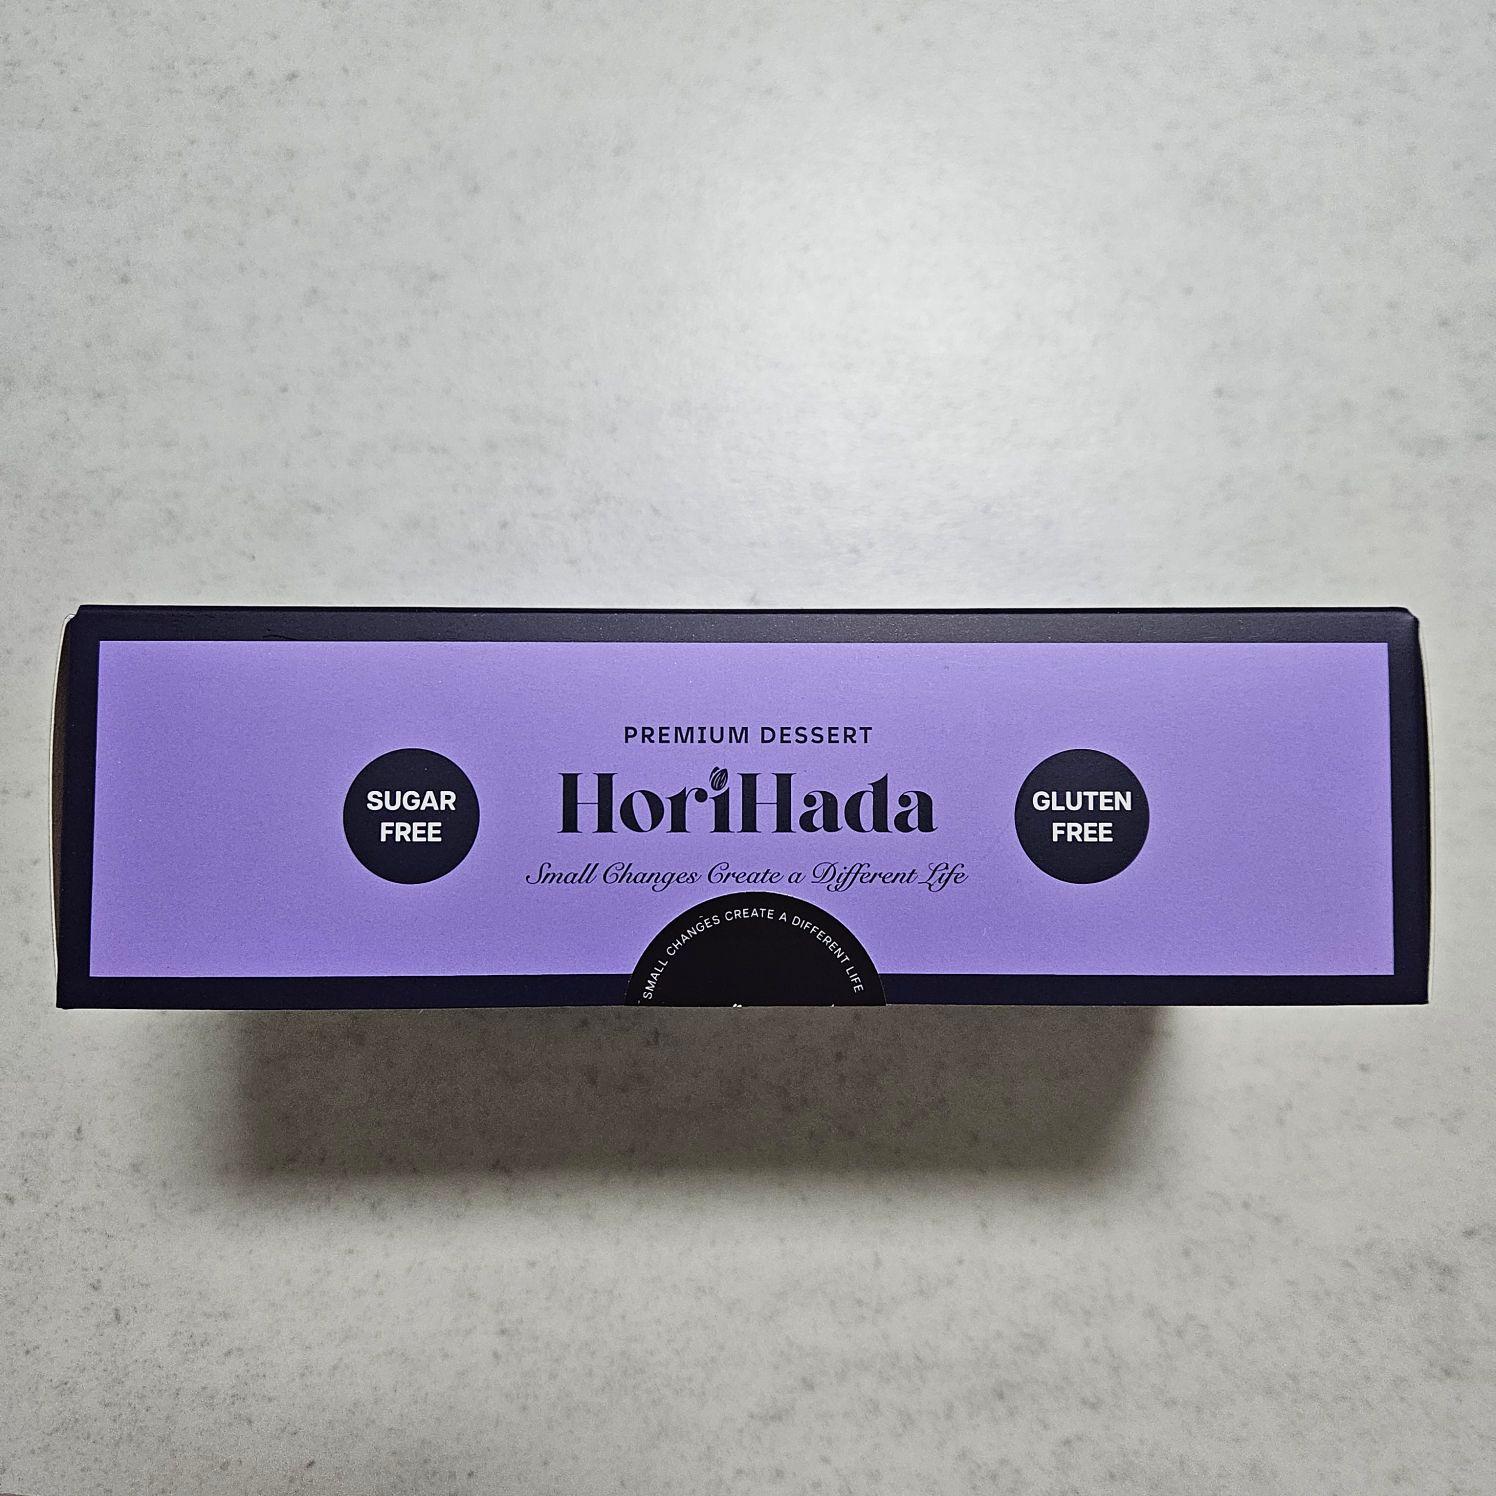 PREMIUM DESSERT
HoriHada
Small Changes Create a Different Life
SUGAR
FREE
GLUTEN
FREE
SMALL CHANGES CREATE A DIFFERENT LIFE